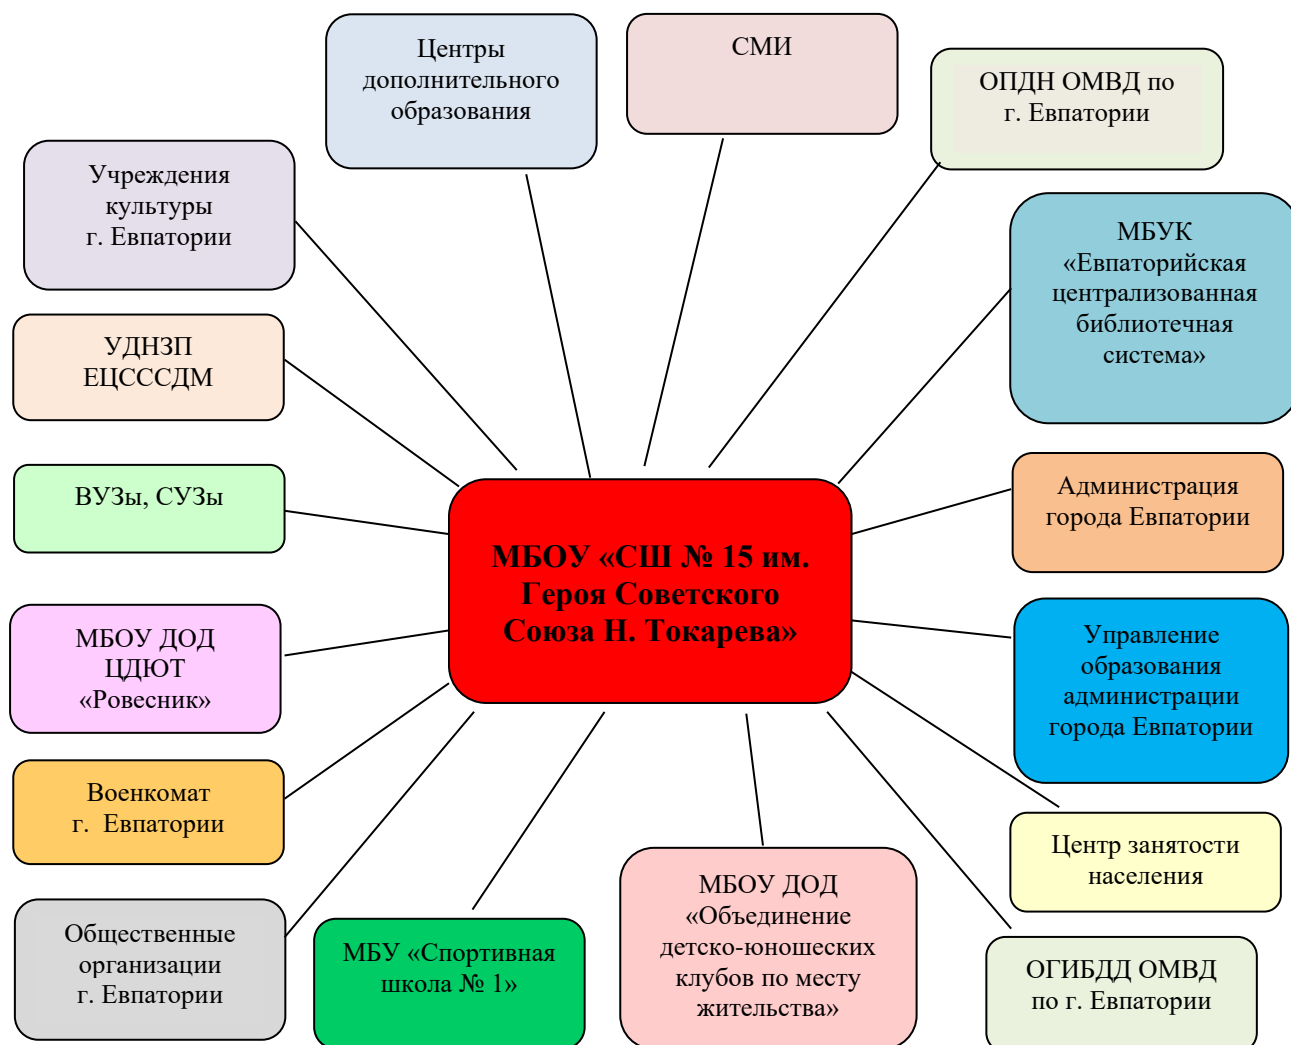 Центры
дополнительного
образования
СМИ
ОПДН ОМВД по
г. Евпатории
Учреждения
культуры
г. Евпатории
МБУК
«Евпаторийская
централизованная
библиотечная
система»
УДНЗП
ЕЦСССДМ
ВУЗы, СУЗы
Администрация
города Евпатории
МБОУ «СШ № 15 им.
Героя Советского
Союза Н. Токарева»
МБОУ ДОД
ЦДЮТ
«Ровесник»
Управление
образования
администрации
города Евпатории
Военкомат
г. Евпатории
Центр занятости
населения
Общественные
организации
г. Евпатории
МБУ «Спортивная
школа № 1»
МБОУ ДОД
«Объединение
детско-юношеских
клубов по месту
жительства»
ОГИБДД ОМВД
по г. Евпатории